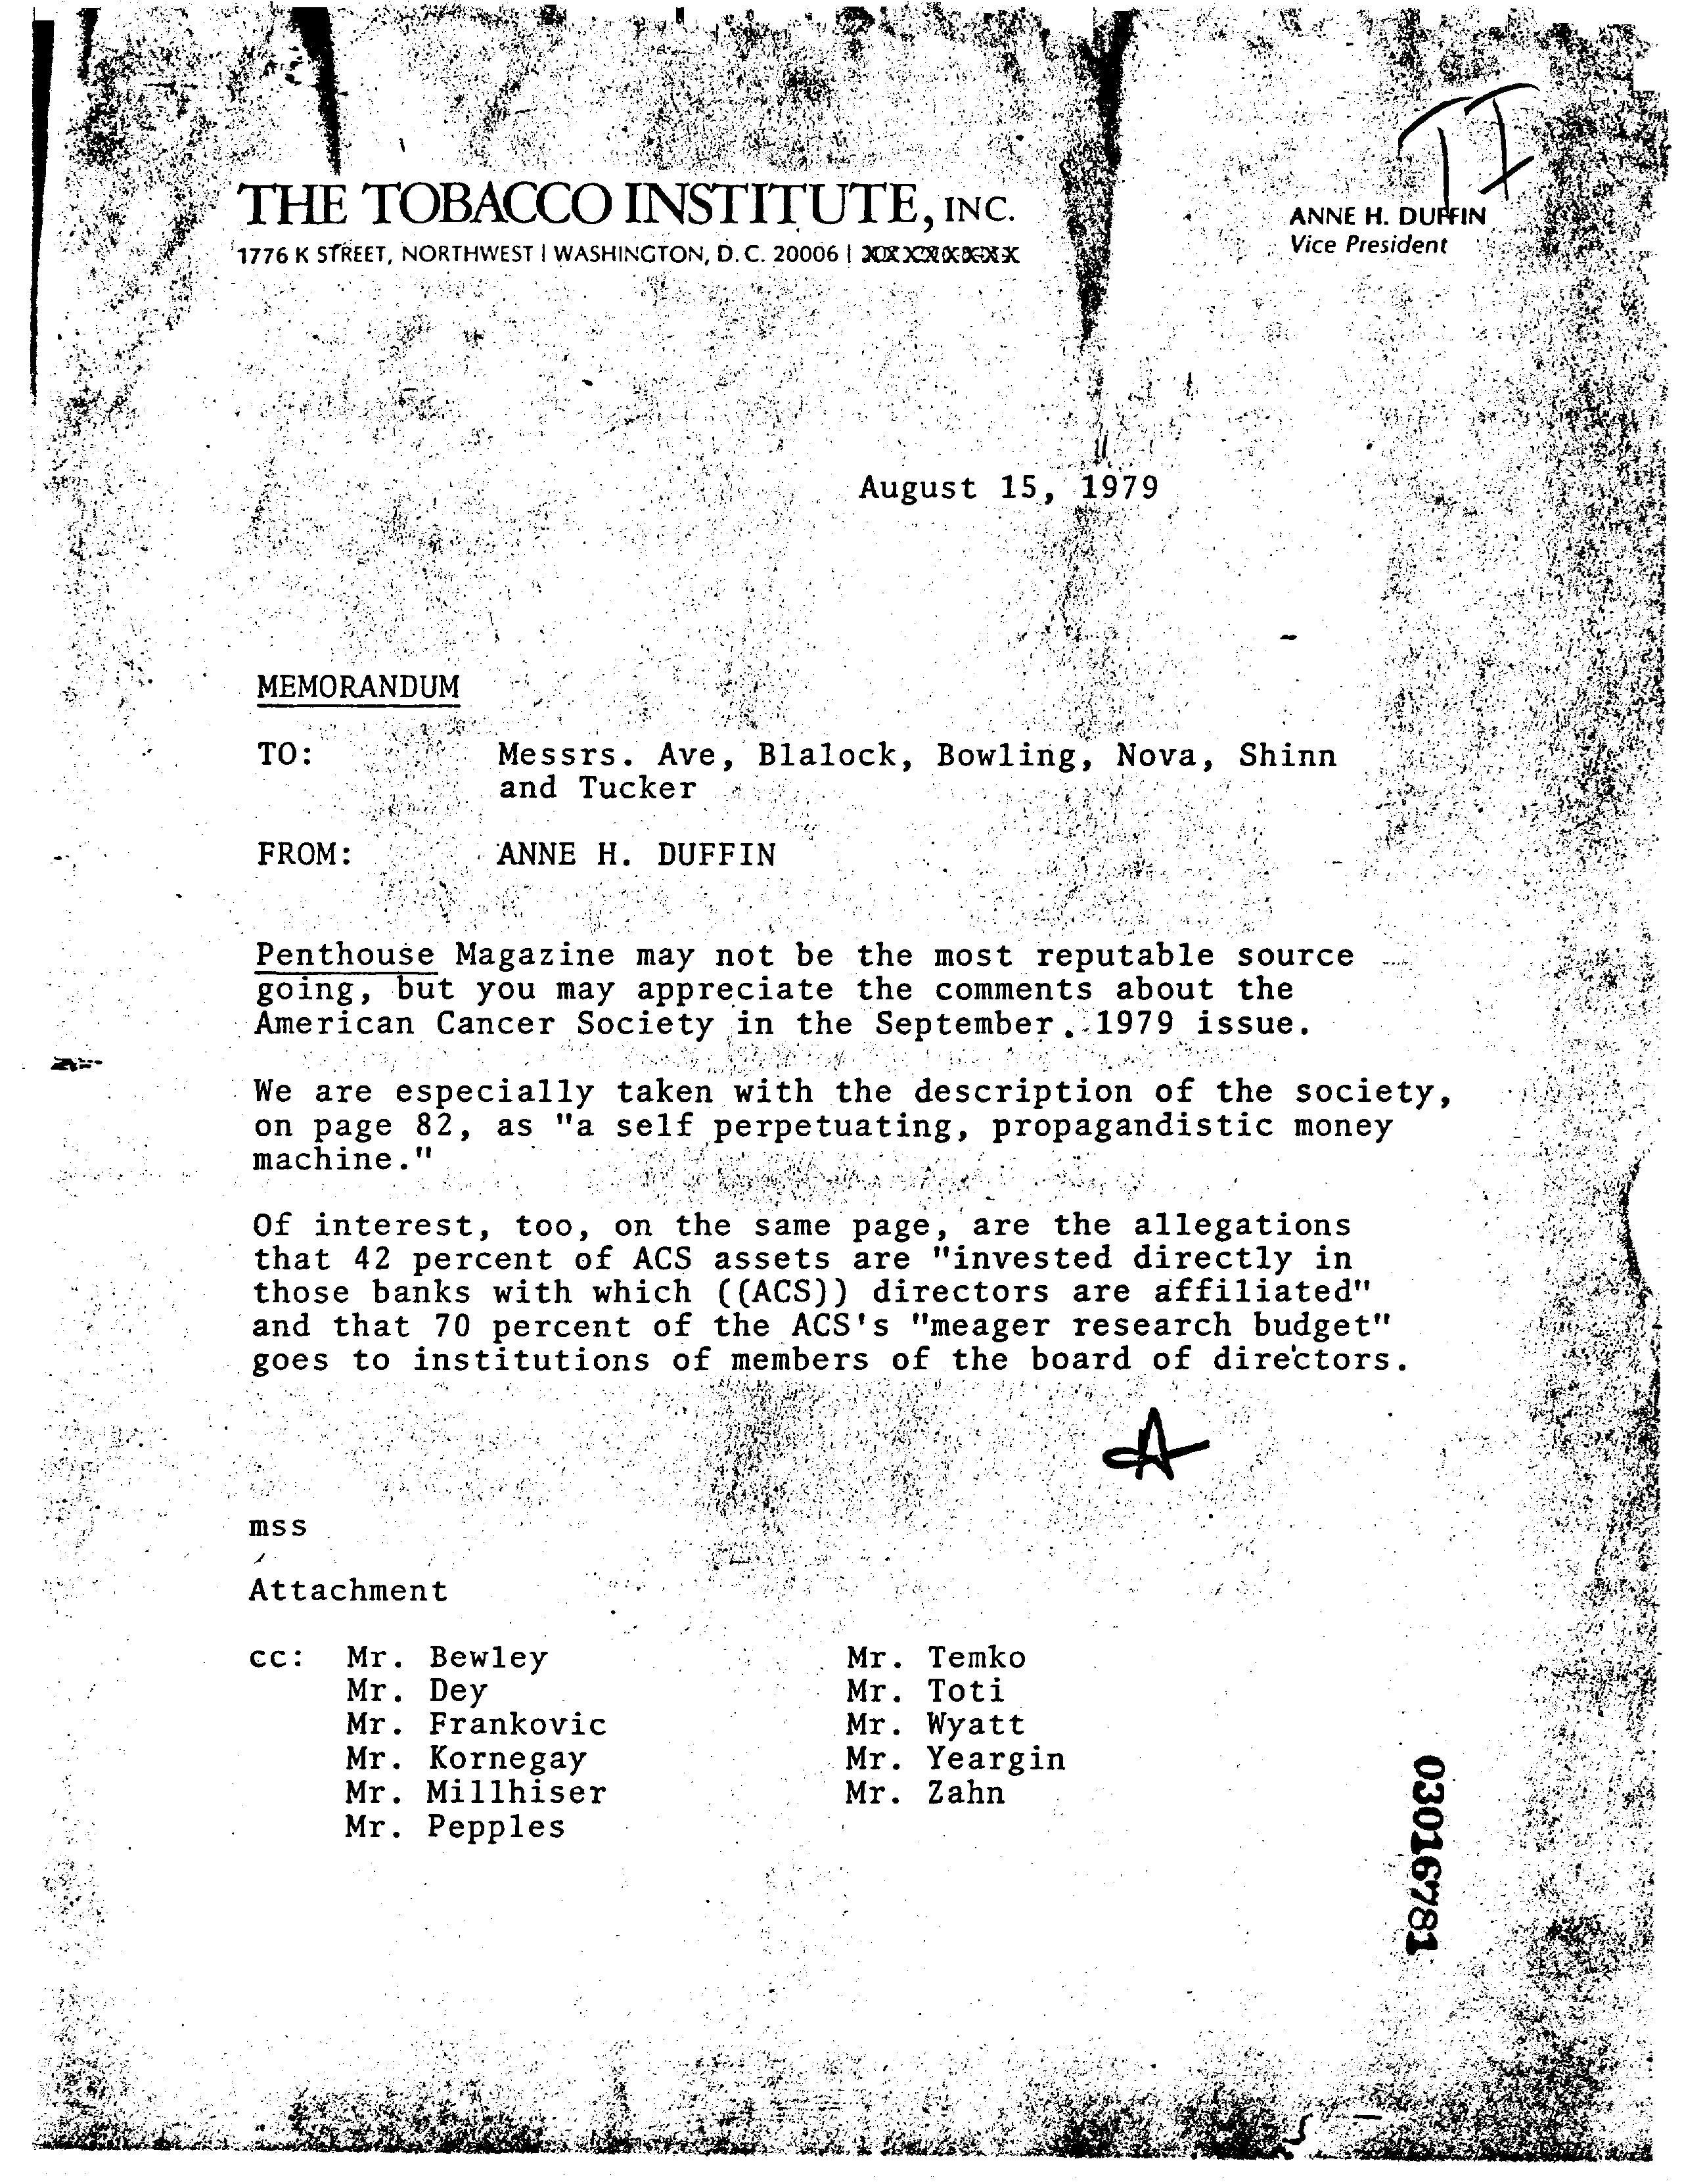 TI
THE TOBACCO INSTITUTE, INC.
1776 K STREET, NORTHWEST | WASHINGTON, D.C. 20006 |
ANNE H. DUFFIN
Vice President
August 15, 1979
MEMORANDUM
TO: Messrs. Ave, Blalock, Bowling, Nova, Shinn
and Tucker
FROM: ANNE H. DUFFIN
Penthouse Magazine may not be the most reputable source
going, but you may appreciate the comments about the
American Cancer Society in the September. 1979 issue.
We are especially taken with the description of the society,
on page 82, as "a self perpetuating, propagandistic money
machine."
Of interest, too, on the same page, are the allegations
that 42 percent of ACS assets are "invested directly in
those banks with which ((ACS)) directors are affiliated"
and that 70 percent of the ACS's "meager research budget"
goes to institutions of members of the board of directors.
A
mss
Attachment
cc: Mr. Bewley Mr. Temko
Mr. Dey Mr. Toti
Mr. Frankovic Mr. Wyatt
Mr. Kornegay Mr. Yeargin
Mr. Millhiser Mr. Zahn
Mr. Pepples
03016781